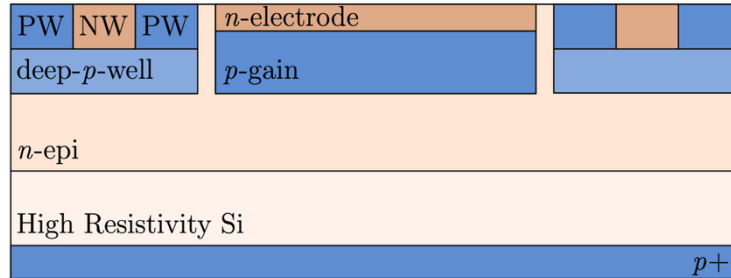 PW NW PW
n-electrode
deep-p-well
p-gain
n-epi
High Resistivity Si
p+